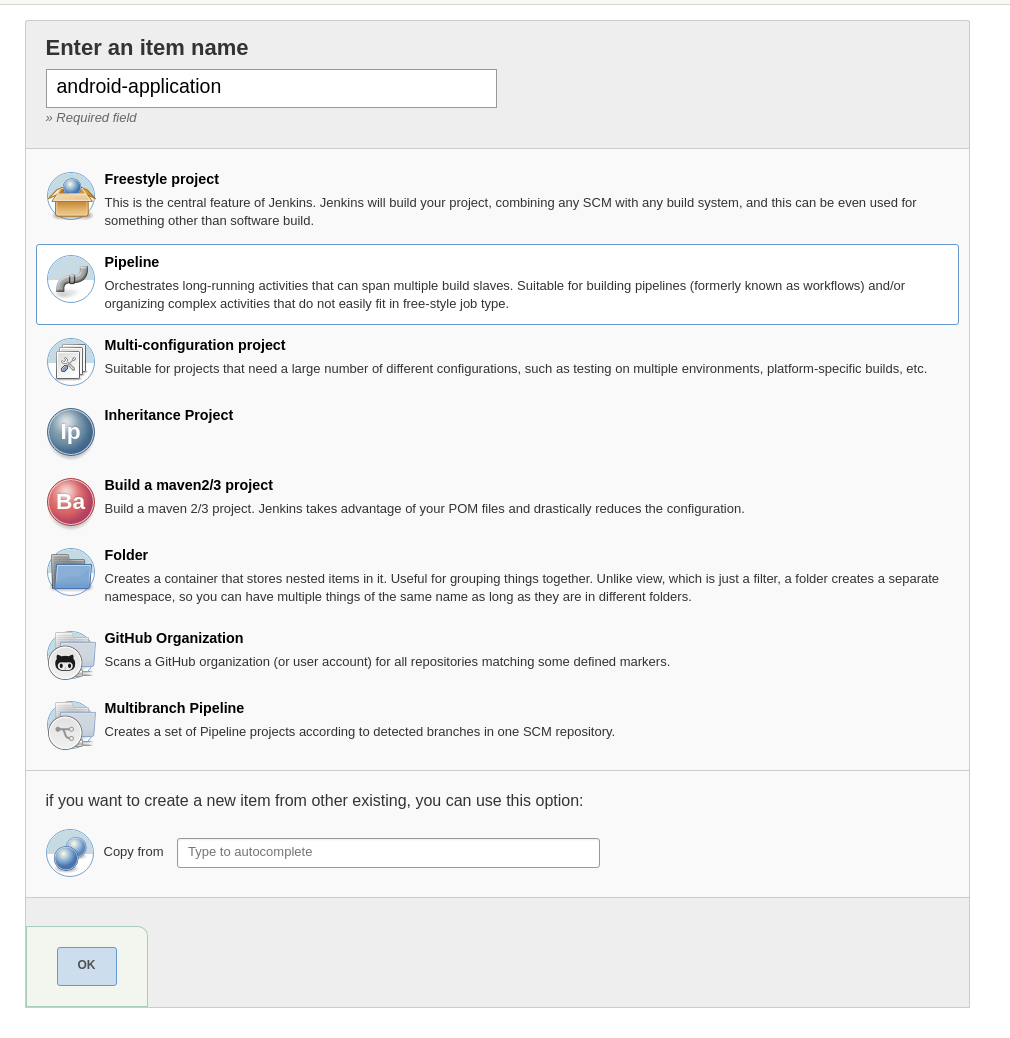 Enter an item name
android-application
» Required field
Freestyle project
This is the central feature of Jenkins. Jenkins will build your project, combining any SCM with any build system, and this can be even used for
something other than software build.
Pipeline
Orchestrates long-running activities that can span multiple build slaves. Suitable for building pipelines (formerly known as workflows) and/or
organizing complex activities that do not easily fit in free-style job type.
Multi-configuration project
Suitable for projects that need a large number of different configurations, such as testing on multiple environments, platform-specific builds, etc.
Ip
Inheritance Project
Ba
Build a maven2/3 project
Build a maven 2/3 project. Jenkins takes advantage of your POM files and drastically reduces the configuration.
Folder
Creates a container that stores nested items in it. Useful for grouping things together. Unlike view, which is just a filter, a folder creates a separate
namespace, so you can have multiple things of the same name as long as they are in different folders.
GitHub Organization
Scans a GitHub organization (or user account) for all repositories matching some defined markers.
Multibranch Pipeline
Creates a set of Pipeline projects according to detected branches in one SCM repository.
if you want to create a new item from other existing, you can use this option:
Copy from
Type to autocomplete
OK